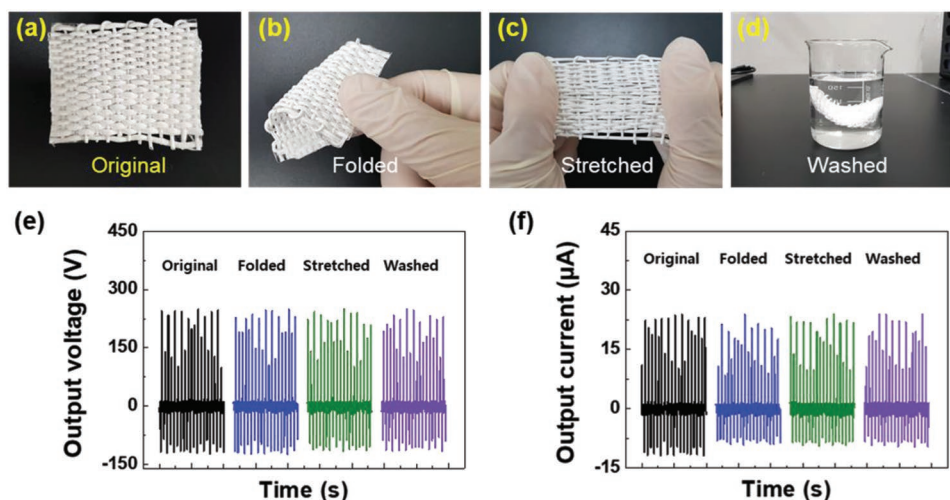 (a)
Original
(b)
Folded
(c)
Stretched
(d)
Washed
(e)
Output voltage (V)
450
300
150
0
-150
Original Folded Stretched Washed
Time (s)
(f)
Output current (μA)
45
30
15
0
-15
Original Folded Stretched Washed
Time (s)